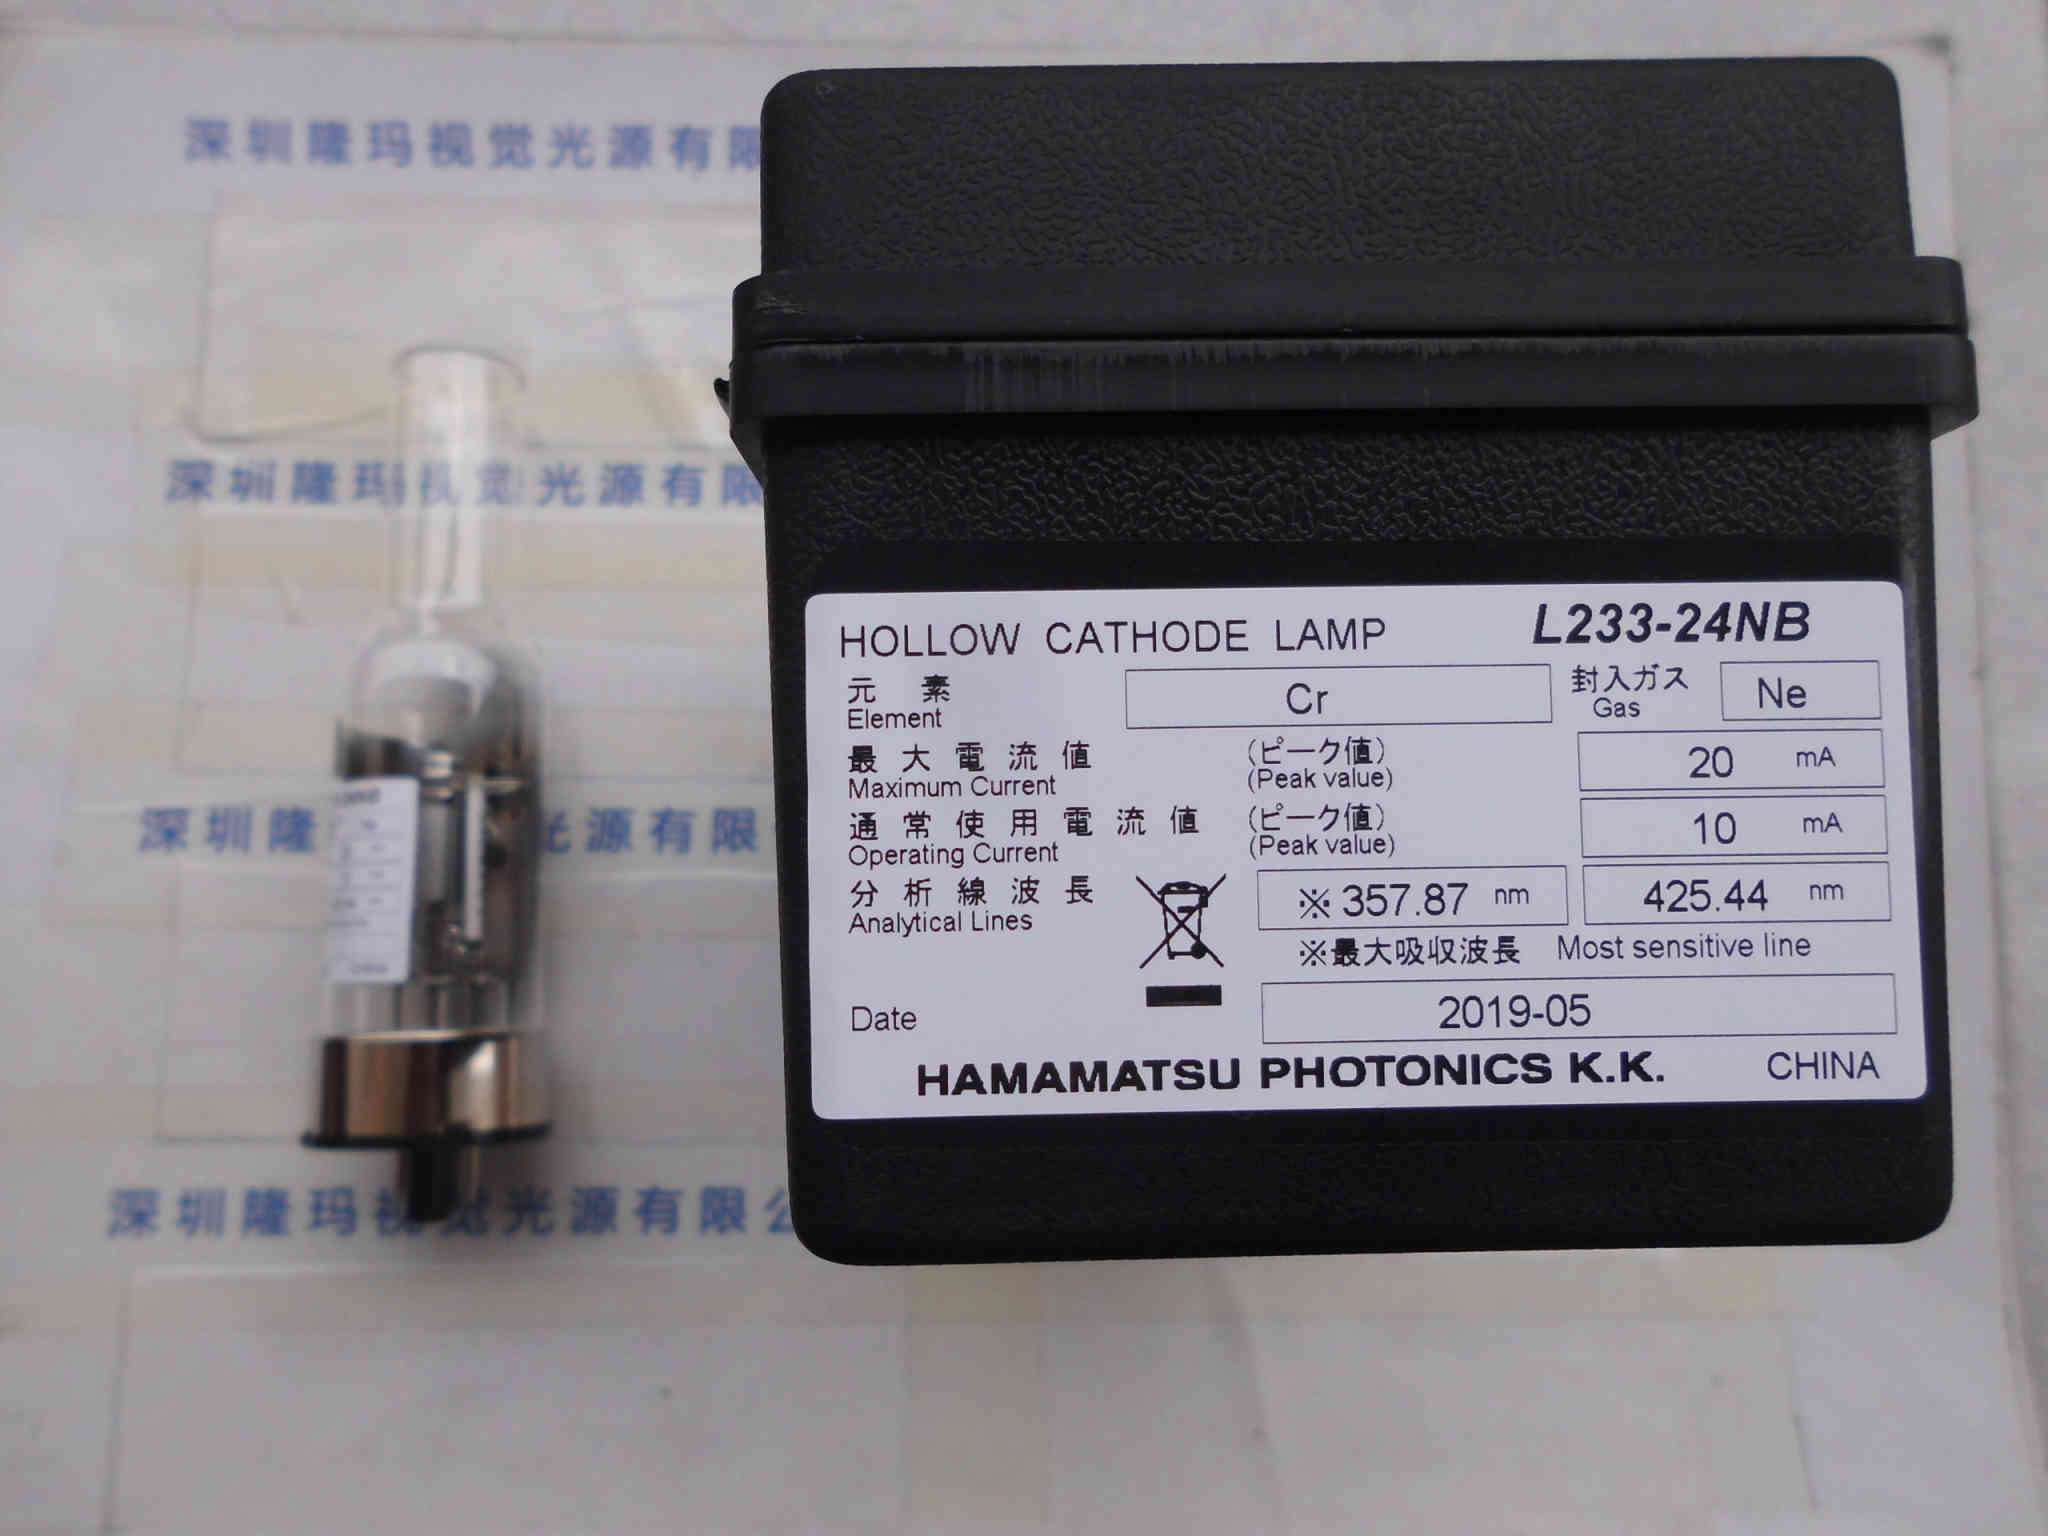 深圳隆玛视觉光源有限
深圳隆玛视觉光源有限
深圳隆 光源有限
深圳隆玛视觉光源有限公
HOLLOW CATHODE LAMP L233-24NB
元素 Cr 封入ガス Ne
Element Gas
最大電流値 (ピーク値) 20 mA
Maximum Current (Peak value)
通常使用電流値 (ピーク値) 10 mA
Operating Current (Peak value)
分析線波長 ※357.87 nm 425.44 nm
Analytical Lines
※最大吸収波長 Most sensitive line
Date 2019-05
HAMAMATSU PHOTONICS K.K. CHINA